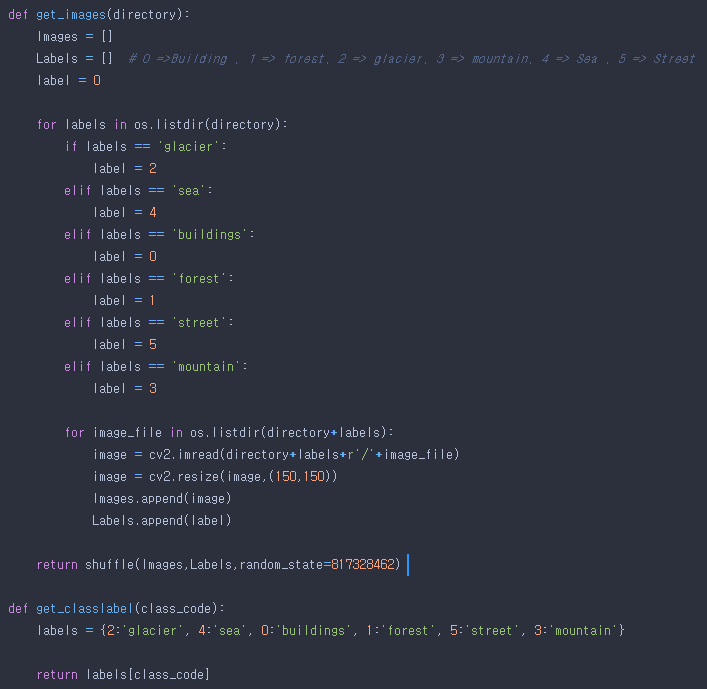 def get_images(directory):
    Images = []
    Labels = []  # 0 =>Building , 1 => forest, 2 => glacier, 3 => mountain, 4 => Sea , 5 => Street
    label = 0

    for labels in os.listdir(directory):
        if labels == 'glacier':
            label = 2
        elif labels == 'sea':
            label = 4
        elif labels == 'buildings':
            label = 0
        elif labels == 'forest':
            label = 1
        elif labels == 'street':
            label = 5
        elif labels == 'mountain':
            label = 3

        for image_file in os.listdir(directory+labels):
            image = cv2.imread(directory+labels+r'/'+image_file)
            image = cv2.resize(image,(150,150))
            Images.append(image)
            Labels.append(label)

    return shuffle(Images,Labels,random_state=817328462)

def get_classlabel(class_code):
    labels = {2:'glacier', 4:'sea', 0:'buildings', 1:'forest', 5:'street', 3:'mountain'}

    return labels[class_code]